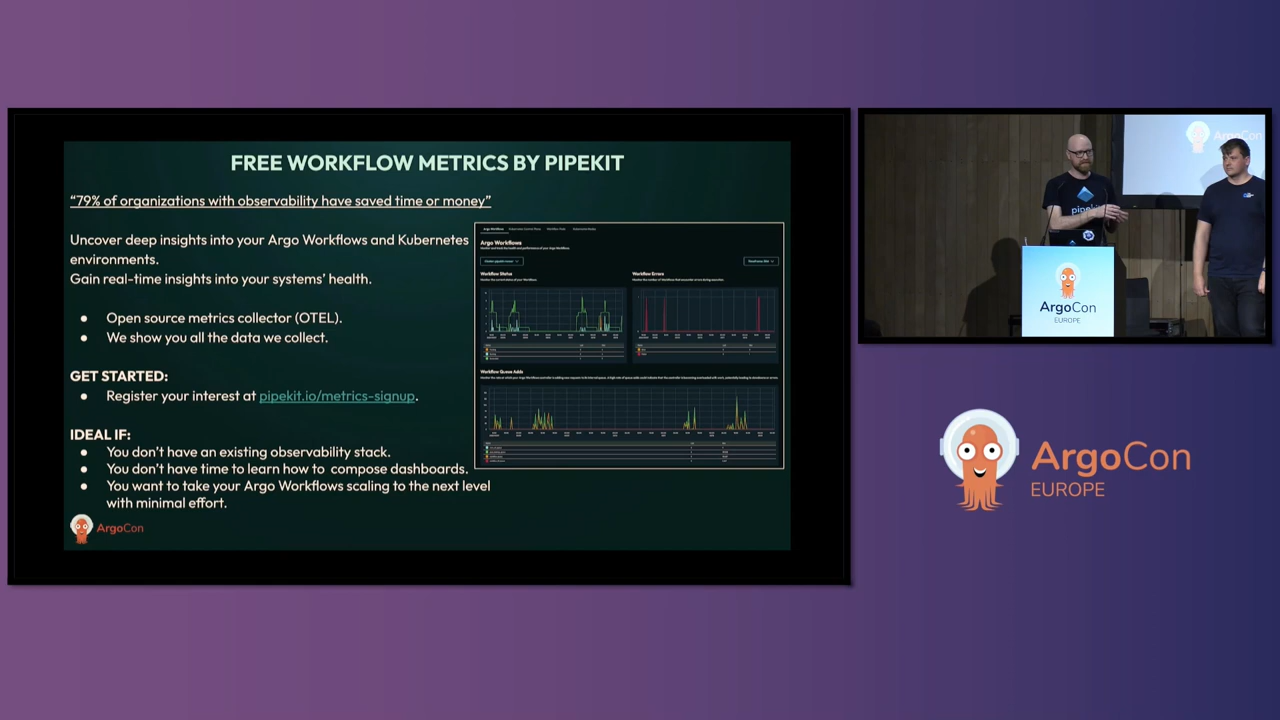 FREE WORKFLOW METRICS BY PIPEKIT
“79% of organizations with observability have saved time or money”
Uncover deep insights into your Argo Workflows and Kubernetes
environments.
Gain real-time insights into your systems’ health.
● Open source metrics collector (OTEL).
● We show you all the data we collect.
GET STARTED:
● Register your interest at pipekit.io/metrics-signup.
IDEAL IF:
● You don’t have an existing observability stack.
● You don’t have time to learn how to compose dashboards.
● You want to take your Argo Workflows scaling to the next level
with minimal effort.
ArgoCon
Argo Workflows
Workflow Status
Workflow Errors
Workflow Queue Adds
ArgoCon
pipekit
ArgoCon
EUROPE
ArgoCon
EUROPE